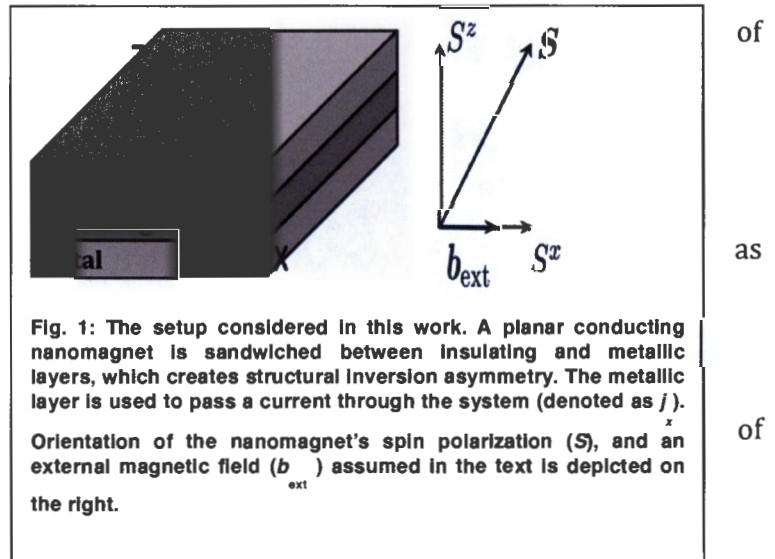 of
S^z
S
tal
b_ext
S^x
as
Fig. 1: The setup considered in this work. A planar conducting
nanomagnet is sandwiched between insulating and metallic
layers, which creates structural inversion asymmetry. The metallic
layer is used to pass a current through the system (denoted as j_x).
Orientation of the nanomagnet's spin polarization (S), and an
external magnetic field (b_ext) assumed in the text is depicted on
the right.
of